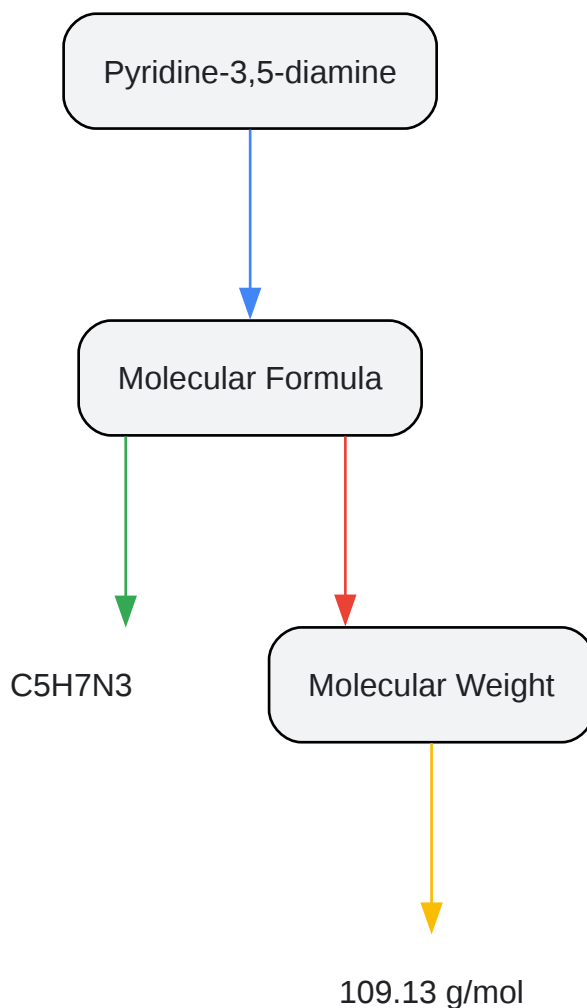 Pyridine-3,5-diamine
Molecular Formula
C5H7N3
Molecular Weight
109.13 g/mol